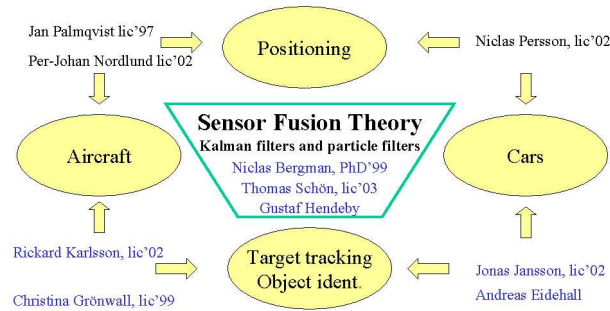 Jan Palmqvist lic'97
Per-Johan Nordlund lic'02
Positioning
Niclas Persson, lic'02
Aircraft
Sensor Fusion Theory
Kalman filters and particle filters
Niclas Bergman, PhD'99
Thomas Schön, lic'03
Gustaf Hendeby
Cars
Rickard Karlsson, lic'02
Christina Grönwall, lic'99
Target tracking
Object ident.
Jonas Jansson, lic'02
Andreas Eidehall